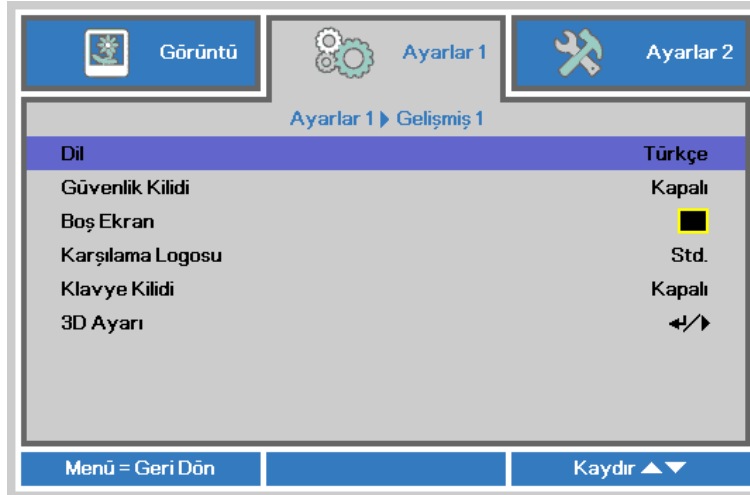 Görüntü
Ayarlar 1
Ayarlar 2
Ayarlar 1 Gelişmiş 1
Dil Türkçe
Güvenlik Kilidi Kapalı
Boş Ekran
Karşılama Logosu Std.
Klavye Kilidi Kapalı
3D Ayarı
Menü = Geri Dön
Kaydır